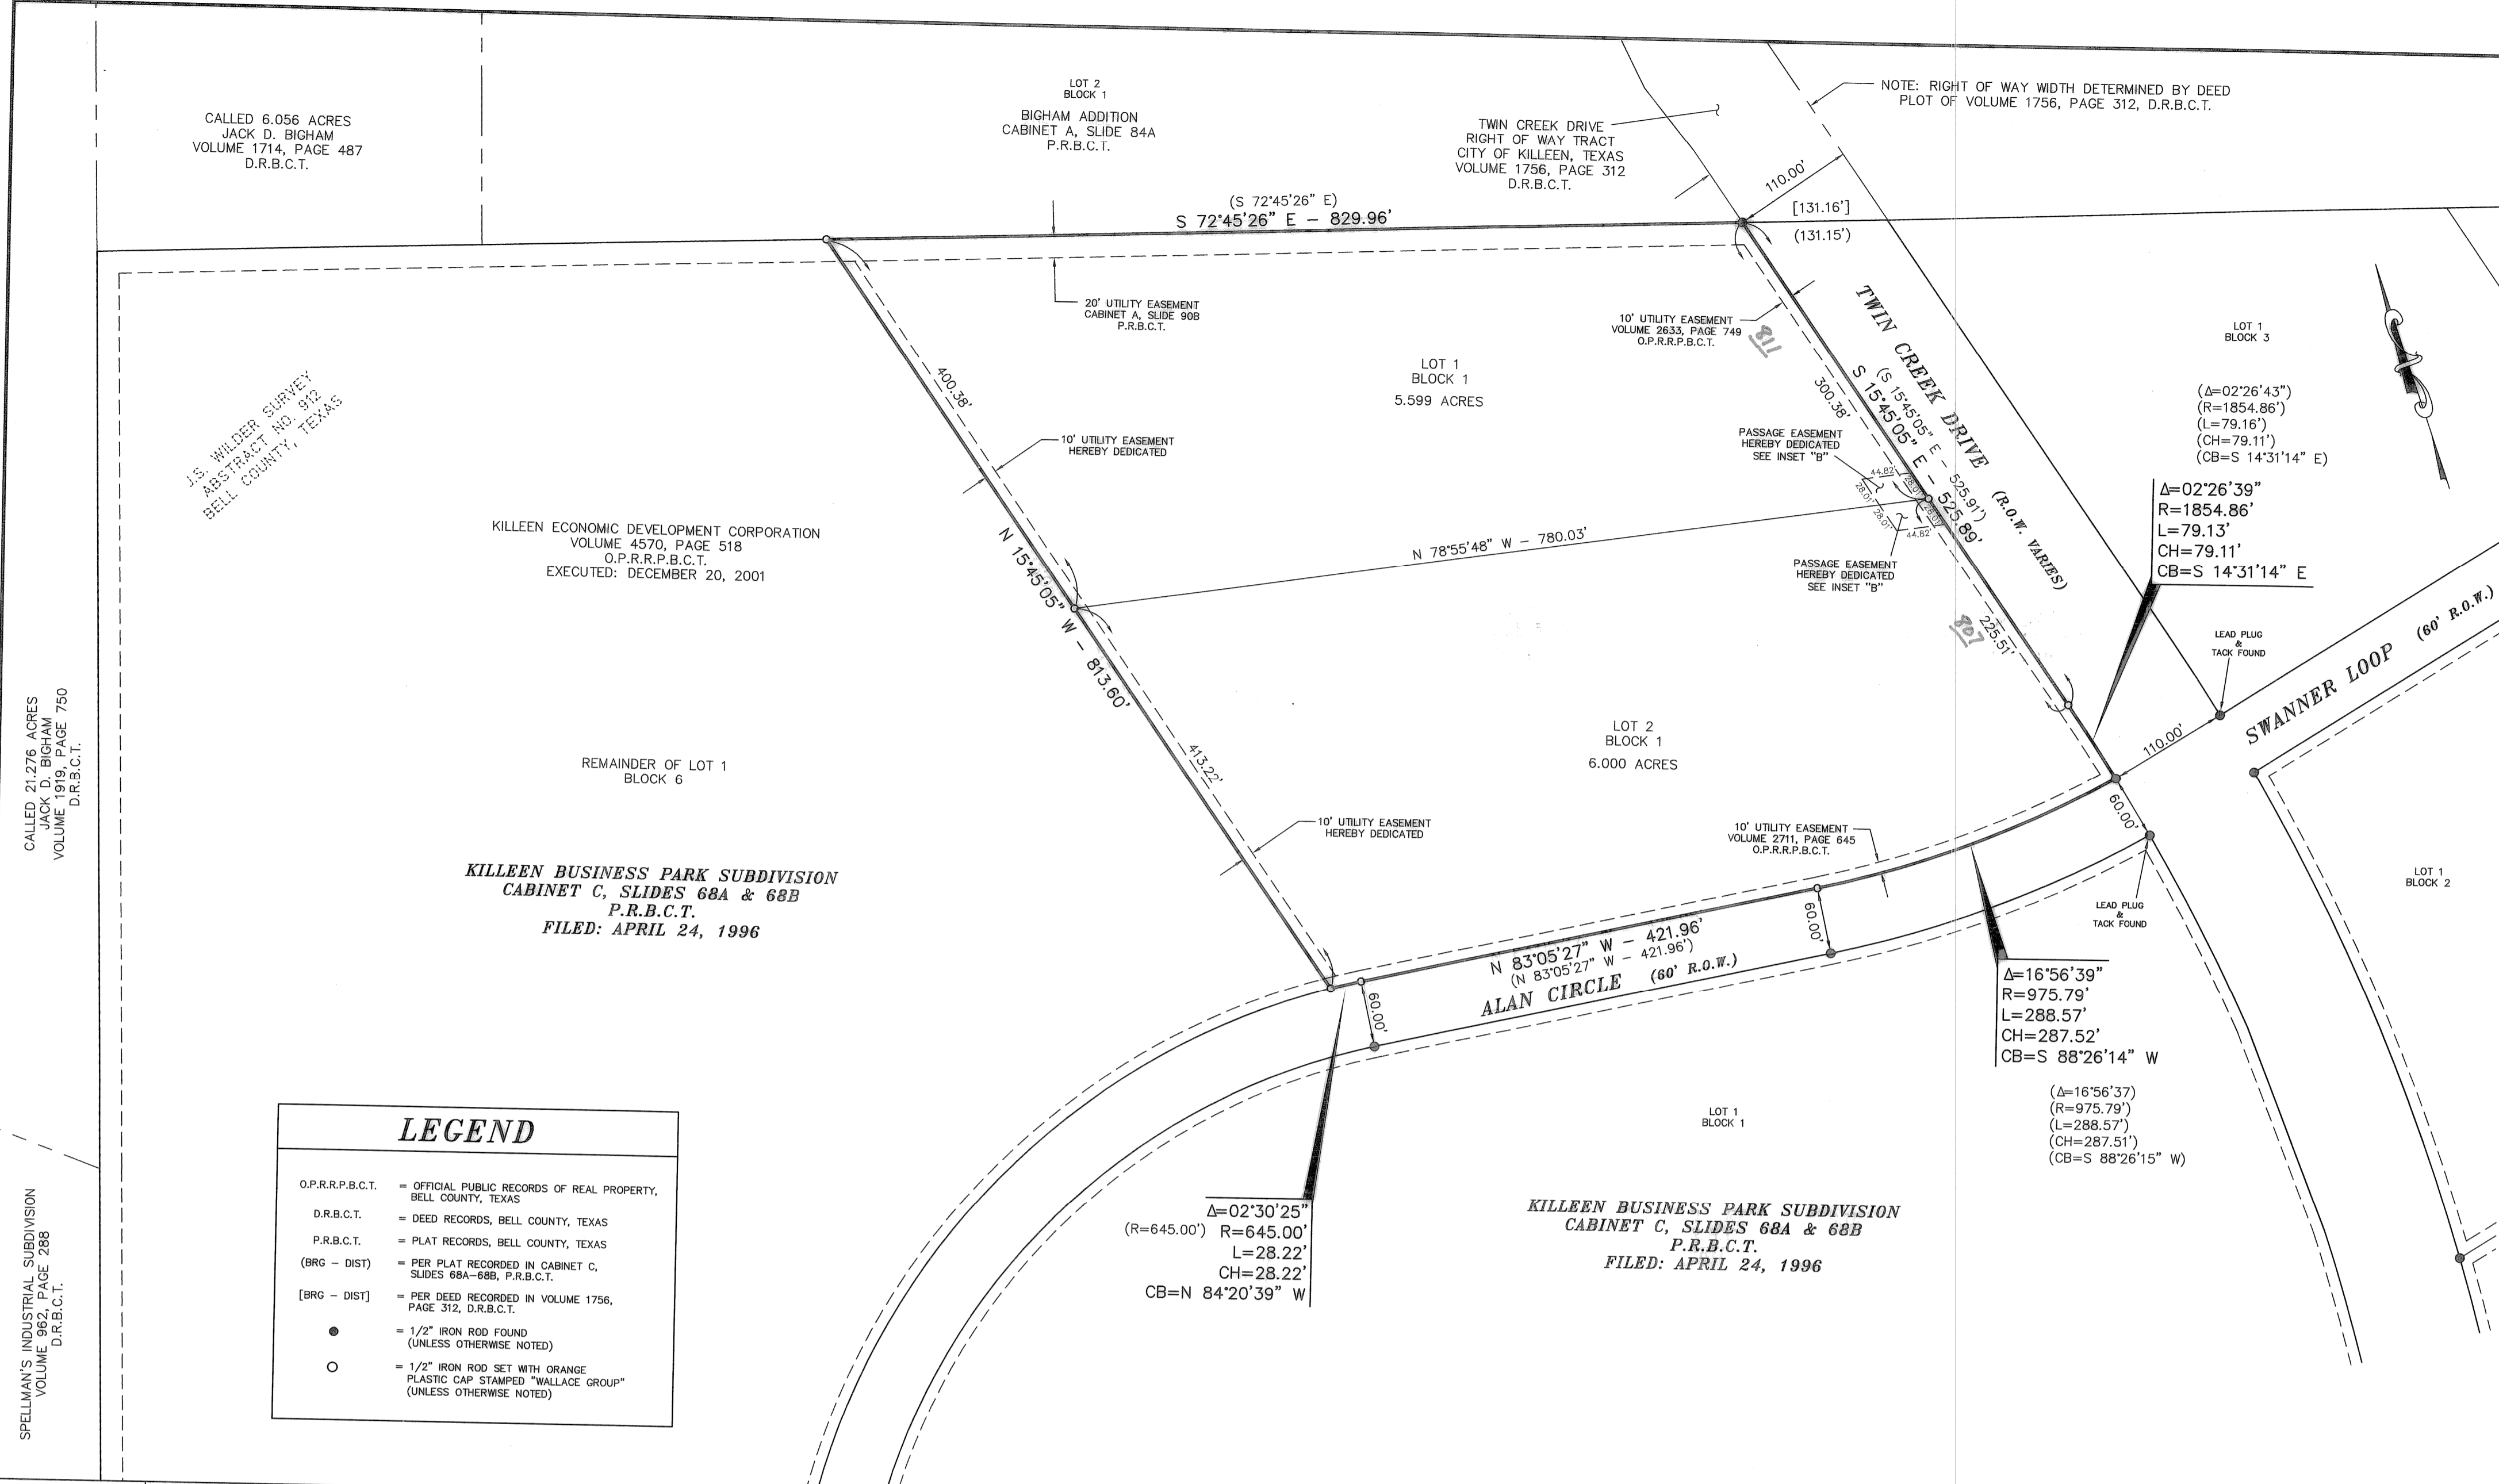 CALLED 6.056 ACRES
JACK D. BIGHAM
VOLUME 1714, PAGE 487
D.R.B.C.T.
LOT 2
BLOCK 1
BIGHAM ADDITION
CABINET A, SLIDE 84A
P.R.B.C.T.
TWIN CREEK DRIVE
RIGHT OF WAY TRACT
CITY OF KILLEEN, TEXAS
VOLUME 1756, PAGE 312
D.R.B.C.T.
NOTE: RIGHT OF WAY WIDTH DETERMINED BY DEED
PLOT OF VOLUME 1756, PAGE 312, D.R.B.C.T.
110.00'
[131.16']
(131.15')
(S 72°45'26" E)
S 72°45'26" E - 829.96'
20' UTILITY EASEMENT
CABINET A, SLIDE 90B
P.R.B.C.T.
10' UTILITY EASEMENT
VOLUME 2633, PAGE 749
O.P.R.R.P.B.C.T.
811
TWIN CREEK DRIVE (R.O.W. VARIES)
(S 15°45'05" E - 525.91')
S 15°45'05" E - 525.89'
300.38'
LOT 1
BLOCK 3
(Δ=02°26'43")
(R=1854.86')
(L=79.16')
(CH=79.11')
(CB=S 14°31'14" E)
Δ=02°26'39"
R=1854.86'
L=79.13'
CH=79.11'
CB=S 14°31'14" E
LOT 1
BLOCK 1
5.599 ACRES
400.38'
10' UTILITY EASEMENT
HEREBY DEDICATED
PASSAGE EASEMENT
HEREBY DEDICATED
SEE INSET "B"
44.82'
28.01'
28.01'
28.01'
28.01'
44.82'
PASSAGE EASEMENT
HEREBY DEDICATED
SEE INSET "B"
J.S. WILDER SURVEY
ABSTRACT NO. 912
BELL COUNTY, TEXAS
KILLEEN ECONOMIC DEVELOPMENT CORPORATION
VOLUME 4570, PAGE 518
O.P.R.R.P.B.C.T.
EXECUTED: DECEMBER 20, 2001
N 78°55'48" W - 780.03'
N 15°45'05" W - 813.60'
807
225.51'
LEAD PLUG
&
TACK FOUND
SWANNER LOOP (60' R.O.W.)
110.00'
60.00'
LOT 2
BLOCK 1
6.000 ACRES
413.22'
10' UTILITY EASEMENT
HEREBY DEDICATED
10' UTILITY EASEMENT
VOLUME 2711, PAGE 645
O.P.R.R.P.B.C.T.
REMAINDER OF LOT 1
BLOCK 6
KILLEEN BUSINESS PARK SUBDIVISION
CABINET C, SLIDES 68A & 68B
P.R.B.C.T.
FILED: APRIL 24, 1996
CALLED 21.276 ACRES
JACK D. BIGHAM
VOLUME 1919, PAGE 750
D.R.B.C.T.
LOT 1
BLOCK 2
LEAD PLUG
&
TACK FOUND
60.00'
N 83°05'27" W - 421.96'
(N 83°05'27" W - 421.96')
ALAN CIRCLE (60' R.O.W.)
60.00'
Δ=16°56'39"
R=975.79'
L=288.57'
CH=287.52'
CB=S 88°26'14" W
(Δ=16°56'37)
(R=975.79')
(L=288.57')
(CH=287.51')
(CB=S 88°26'15" W)
LOT 1
BLOCK 1
KILLEEN BUSINESS PARK SUBDIVISION
CABINET C, SLIDES 68A & 68B
P.R.B.C.T.
FILED: APRIL 24, 1996
Δ=02°30'25"
(R=645.00') R=645.00'
L=28.22'
CH=28.22'
CB=N 84°20'39" W
SPELLMAN'S INDUSTRIAL SUBDIVISION
VOLUME 962, PAGE 288
D.R.B.C.T.
LEGEND
O.P.R.R.P.B.C.T. = OFFICIAL PUBLIC RECORDS OF REAL PROPERTY,
BELL COUNTY, TEXAS
D.R.B.C.T. = DEED RECORDS, BELL COUNTY, TEXAS
P.R.B.C.T. = PLAT RECORDS, BELL COUNTY, TEXAS
(BRG - DIST) = PER PLAT RECORDED IN CABINET C,
SLIDES 68A-68B, P.R.B.C.T.
[BRG - DIST] = PER DEED RECORDED IN VOLUME 1756,
PAGE 312, D.R.B.C.T.
= 1/2" IRON ROD FOUND
(UNLESS OTHERWISE NOTED)
= 1/2" IRON ROD SET WITH ORANGE
PLASTIC CAP STAMPED "WALLACE GROUP"
(UNLESS OTHERWISE NOTED)